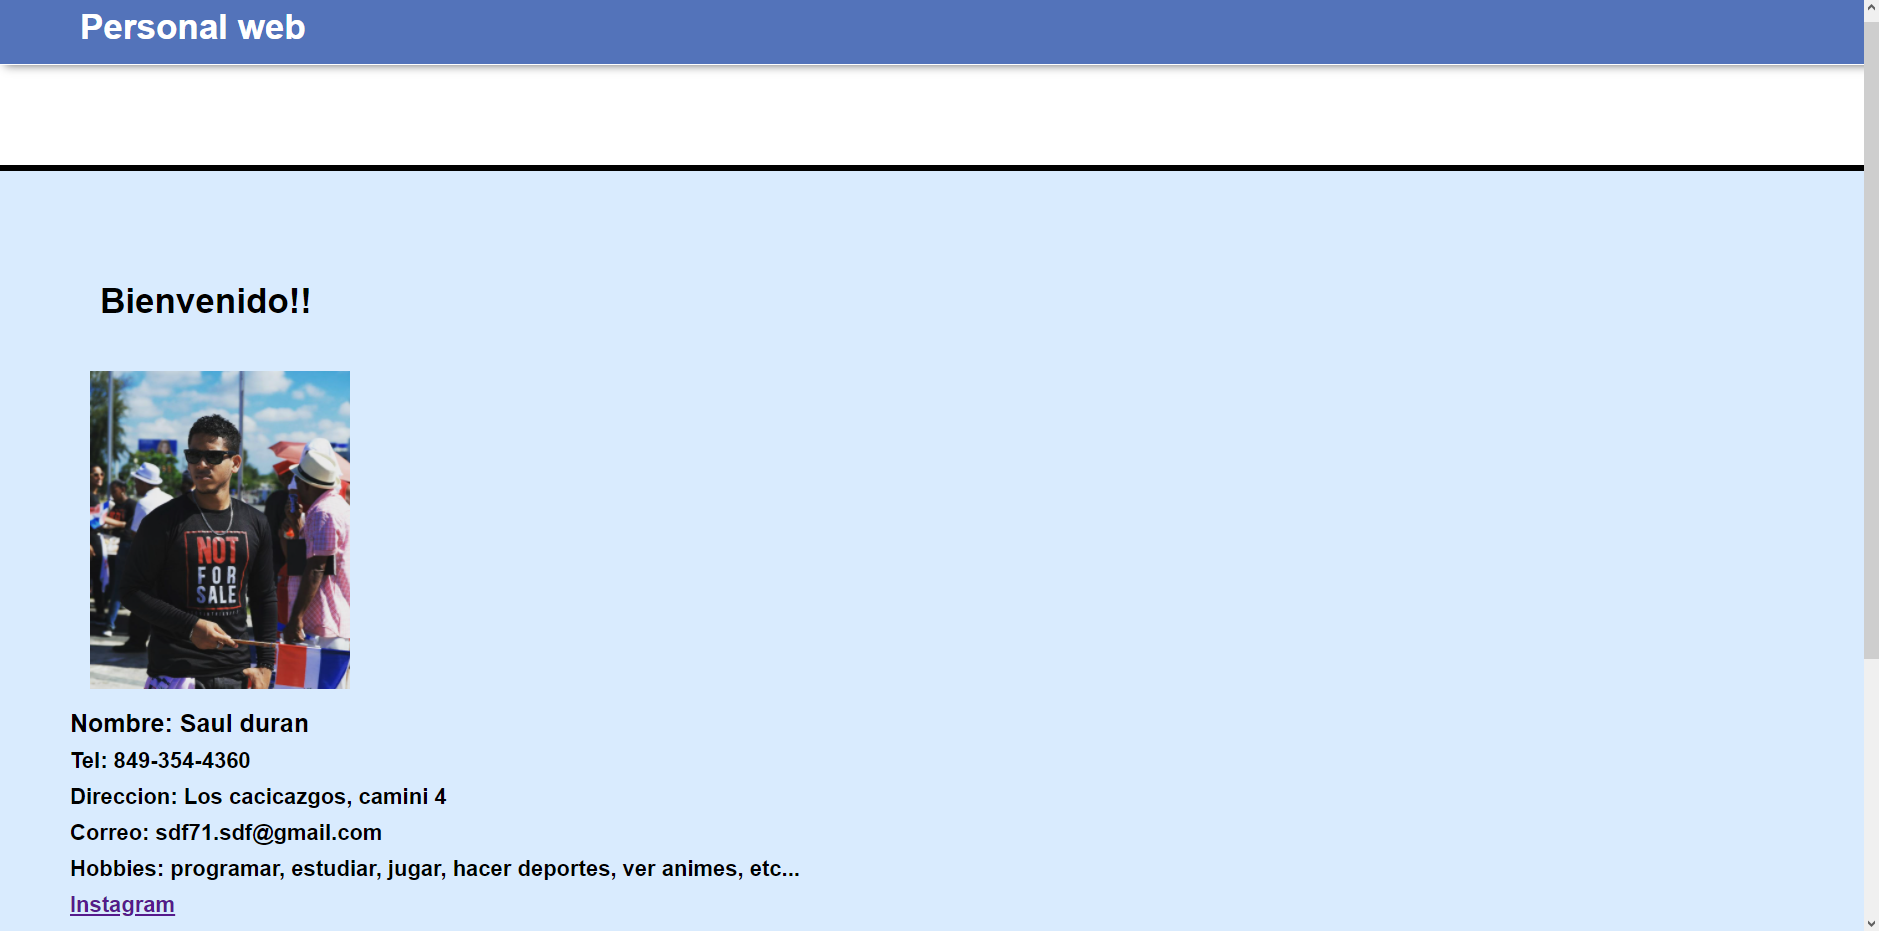 Personal web
Bienvenido!!
NOT
FOR
SALE
Nombre: Saul duran
Tel: 849-354-4360
Direccion: Los cacicazgos, camini 4
Correo: sdf71.sdf@gmail.com
Hobbies: programar, estudiar, jugar, hacer deportes, ver animes, etc...
Instagram